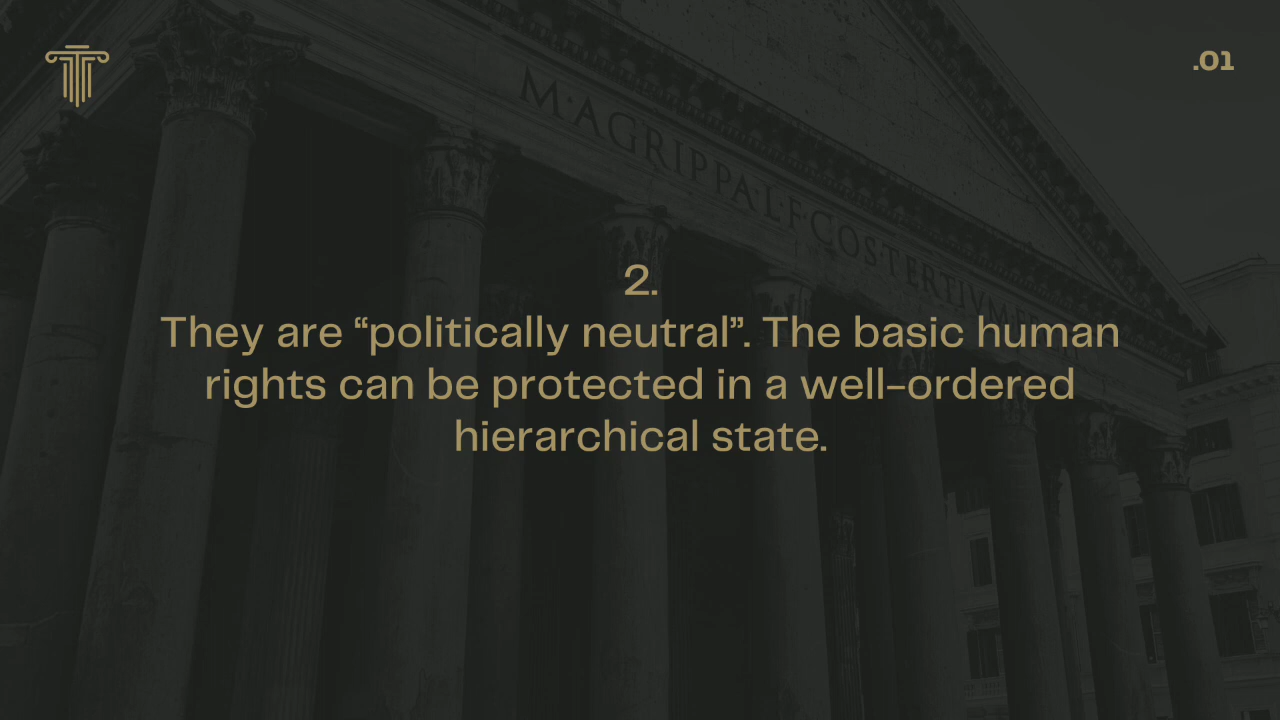 .01
M·AGRIPPA·L·F·COS·TERTIVM·FECIT
2.
They are “politically neutral”. The basic human
rights can be protected in a well-ordered
hierarchical state.